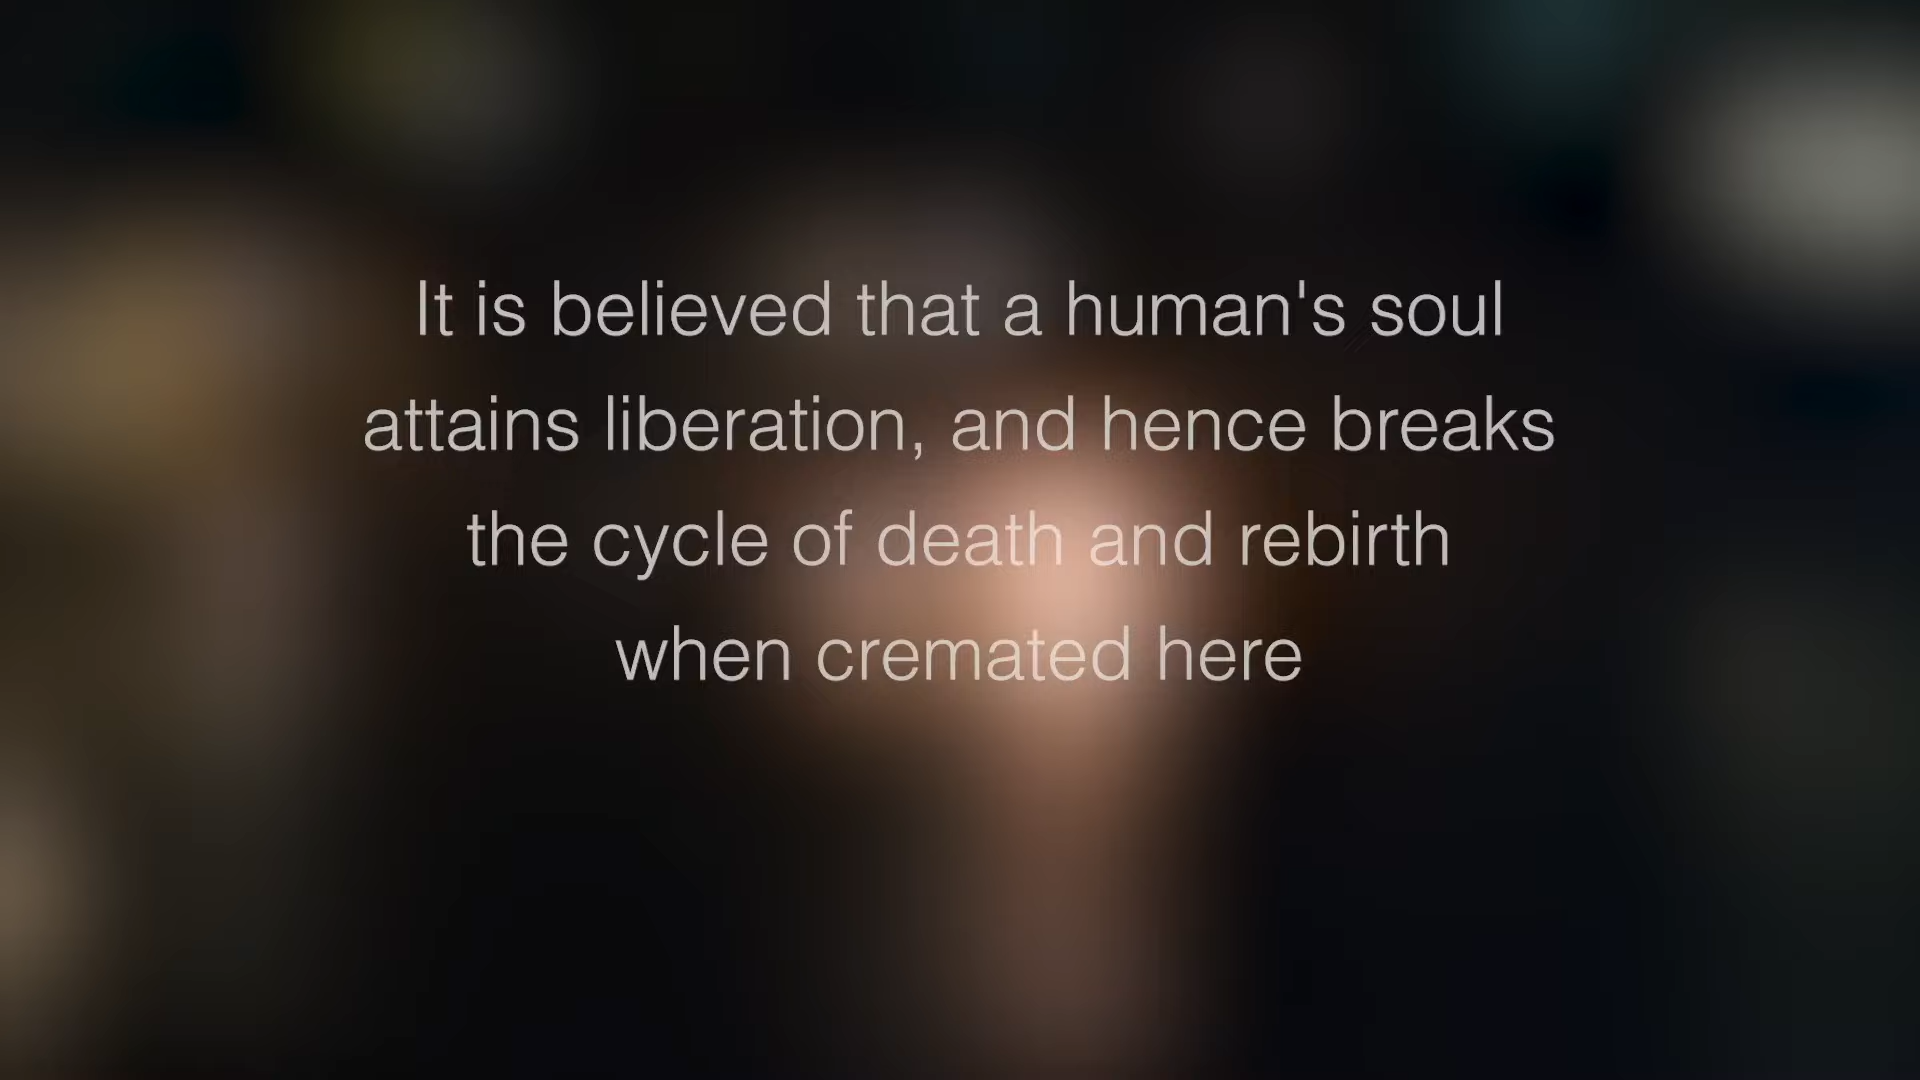 It is believed that a human's soul
attains liberation, and hence breaks
the cycle of death and rebirth
when cremated here